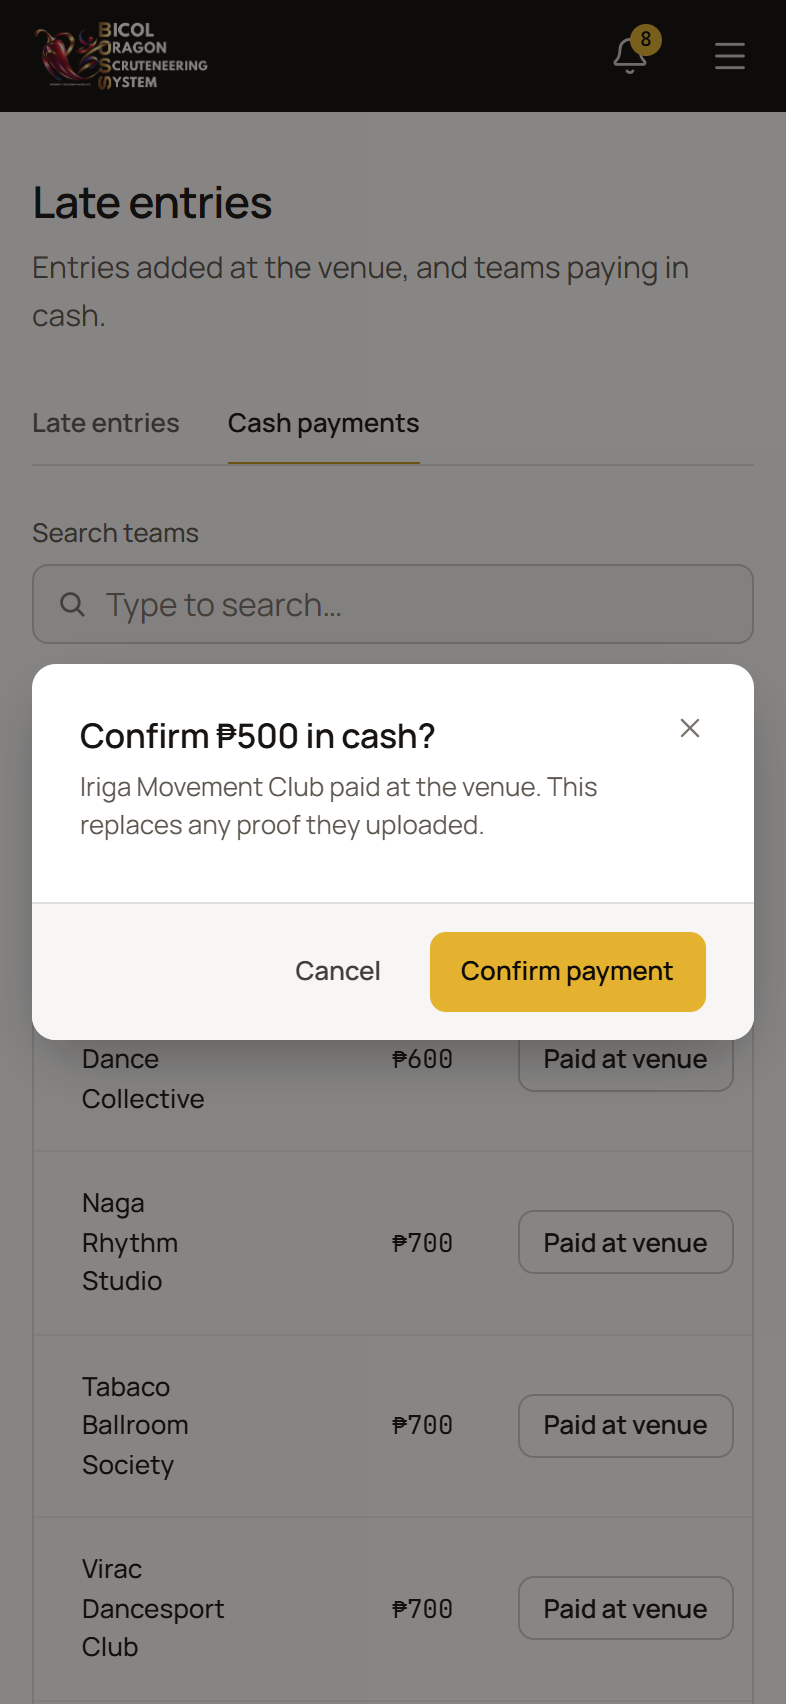 BICOL
DRAGON
SCRUTENEERING
SYSTEM
8
Late entries
Entries added at the venue, and teams paying in
cash.
Late entries Cash payments
Search teams
Type to search...
Confirm ₱500 in cash?
Iriga Movement Club paid at the venue. This
replaces any proof they uploaded.
Cancel Confirm payment
Dance
Collective
₱600 Paid at venue
Naga
Rhythm
Studio
₱700 Paid at venue
Tabaco
Ballroom
Society
₱700 Paid at venue
Virac
Dancesport
Club
₱700 Paid at venue